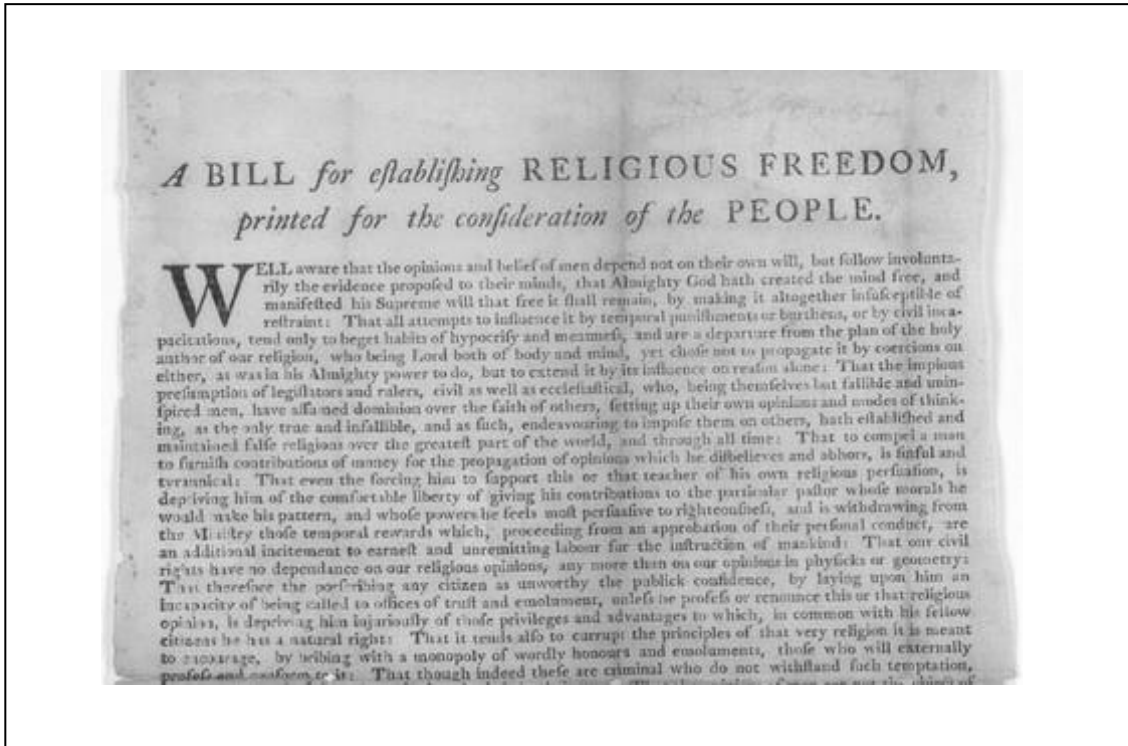 A BILL for eſtabliſhing RELIGIOUS FREEDOM,
printed for the conſideration of the PEOPLE.
WELL aware that the opinions and belief of men depend not on their own will, but follow involunta-
rily the evidence propoſed to their minds, that Almighty God hath created the mind free, and
manifeſted his Supreme will that free it ſhall remain, by making it altogether inſuſceptible of
reſtraint: That all attempts to influence it by temporal puniſhments or burthens, or by civil inca-
pacitations, tend only to beget habits of hypocriſy and meanneſs, and are a departure from the plan of the holy
author of our religion, who being Lord both of body and mind, yet choſe not to propagate it by coercions on
either, as was in his Almighty power to do, but to extend it by its influence on reaſon alone: That the impious
preſumption of legiſlators and rulers, civil as well as eccleſiaſtical, who, being themſelves but fallible and unin-
ſpired men, have aſſumed dominion over the faith of others, ſetting up their own opinions and modes of think-
ing, as the only true and infallible, and as ſuch, endeavouring to impoſe them on others, hath eſtabliſhed and
maintained falſe religions over the greateſt part of the world, and through all time: That to compel a man
to furniſh contributions of money for the propagation of opinions which he diſbelieves and abhors, is ſinful and
tyrannical: That even the forcing him to ſupport this or that teacher of his own religious perſuaſion, is
depriving him of the comfortable liberty of giving his contributions to the particular paſtor whoſe morals he
would make his pattern, and whoſe powers he feels moſt perſuaſive to righteouſneſs, and is withdrawing from
the Miniſtry thoſe temporal rewards which, proceeding from an approbation of their perſonal conduct, are
an additional incitement to earneſt and unremitting labour for the inſtruction of mankind: That our civil
rights have no dependance on our religious opinions, any more than on our opinions in phyſicks or geometry:
That therefore the proſcribing any citizen as unworthy the publick confidence, by laying upon him an
incapacity of being called to offices of truſt and emolument, unleſs he profeſs or renounce this or that religious
opinion, is depriving him injuriouſly of thoſe privileges and advantages to which, in common with his fellow
citizens he has a natural right: That it tends alſo to corrupt the principles of that very religion it is meant
to encourage, by bribing with a monopoly of wordly honours and emoluments, thoſe who will externally
profeſs and conform to it: That though indeed theſe are criminal who do not withſtand ſuch temptation,